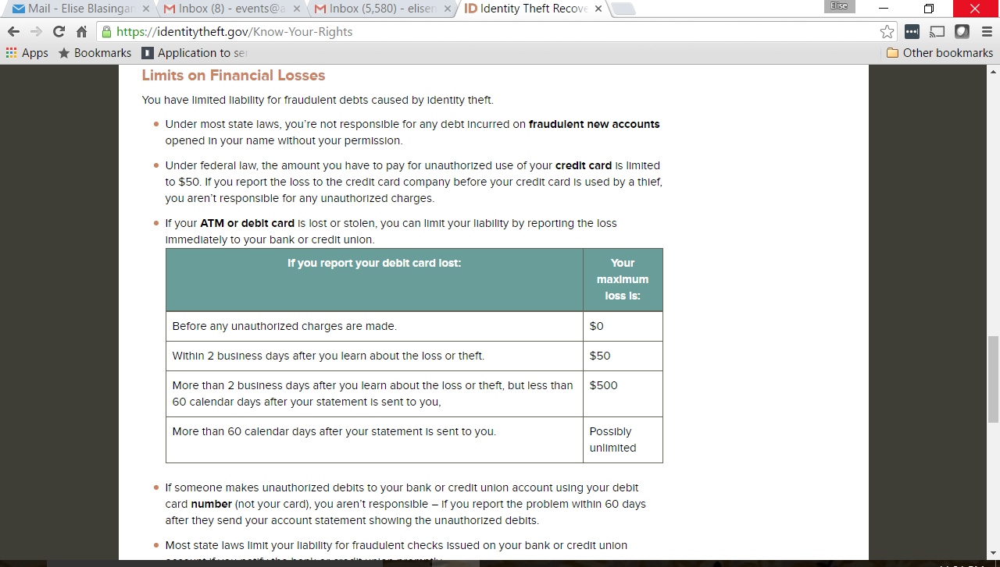 Mail - Elise Blasingan
Inbox (8) - events@a
Inbox (5,580) - elisen
ID Identity Theft Recove
Elise
https://identitytheft.gov/Know-Your-Rights
Apps
Bookmarks
Application to se
Other bookmarks
Limits on Financial Losses
You have limited liability for fraudulent debts caused by identity theft.
Under most state laws, you're not responsible for any debt incurred on fraudulent new accounts
opened in your name without your permission.
Under federal law, the amount you have to pay for unauthorized use of your credit card is limited
to $50. If you report the loss to the credit card company before your credit card is used by a thief,
you aren't responsible for any unauthorized charges.
If your ATM or debit card is lost or stolen, you can limit your liability by reporting the loss
immediately to your bank or credit union.
If you report your debit card lost:
Your
maximum
loss is:
Before any unauthorized charges are made.
$0
Within 2 business days after you learn about the loss or theft.
$50
More than 2 business days after you learn about the loss or theft, but less than
60 calendar days after your statement is sent to you,
$500
More than 60 calendar days after your statement is sent to you.
Possibly
unlimited
If someone makes unauthorized debits to your bank or credit union account using your debit
card number (not your card), you aren't responsible – if you report the problem within 60 days
after they send your account statement showing the unauthorized debits.
Most state laws limit your liability for fraudulent checks issued on your bank or credit union
account if you notify the bank or credit union promptly.